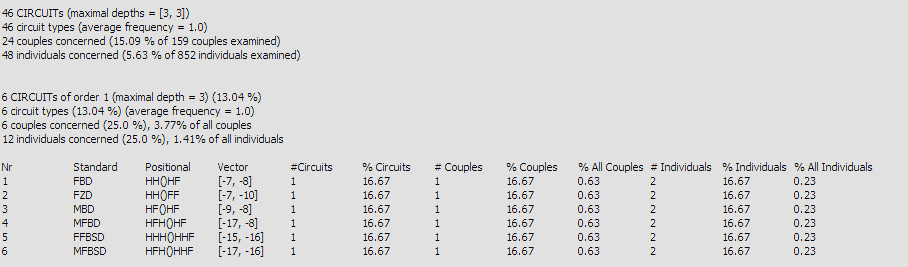 46 CIRCUITs (maximal depths = [3, 3])
46 circuit types (average frequency = 1.0)
24 couples concerned (15.09 % of 159 couples examined)
48 individuals concerned (5.63 % of 852 individuals examined)
6 CIRCUITs of order 1 (maximal depth = 3) (13.04 %)
6 circuit types (13.04 %) (average frequency = 1.0)
6 couples concerned (25.0 %), 3.77% of all couples
12 individuals concerned (25.0 %), 1.41% of all individuals
Nr Standard Positional Vector #Circuits % Circuits # Couples % Couples % All Couples # Individuals % Individuals % All Individuals
1 FBD HH()HF [-7, -8] 1 16.67 1 16.67 0.63 2 16.67 0.23
2 FZD HH()FF [-7, -10] 1 16.67 1 16.67 0.63 2 16.67 0.23
3 MBD HF()HF [-9, -8] 1 16.67 1 16.67 0.63 2 16.67 0.23
4 MFBD HFH()HF [-17, -8] 1 16.67 1 16.67 0.63 2 16.67 0.23
5 FFBSD HHH()HHF [-15, -16] 1 16.67 1 16.67 0.63 2 16.67 0.23
6 MFBSD HFH()HHF [-17, -16] 1 16.67 1 16.67 0.63 2 16.67 0.23